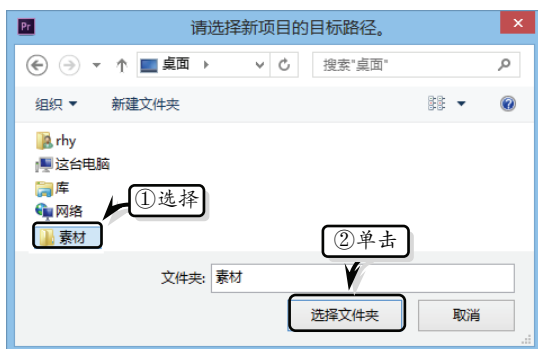 Pr 请选择新项目的目标路径。 ×
桌面 搜索"桌面"
组织 新建文件夹
rhy
这台电脑
库
网络
①选择
素材
②单击
文件夹: 素材
选择文件夹 取消